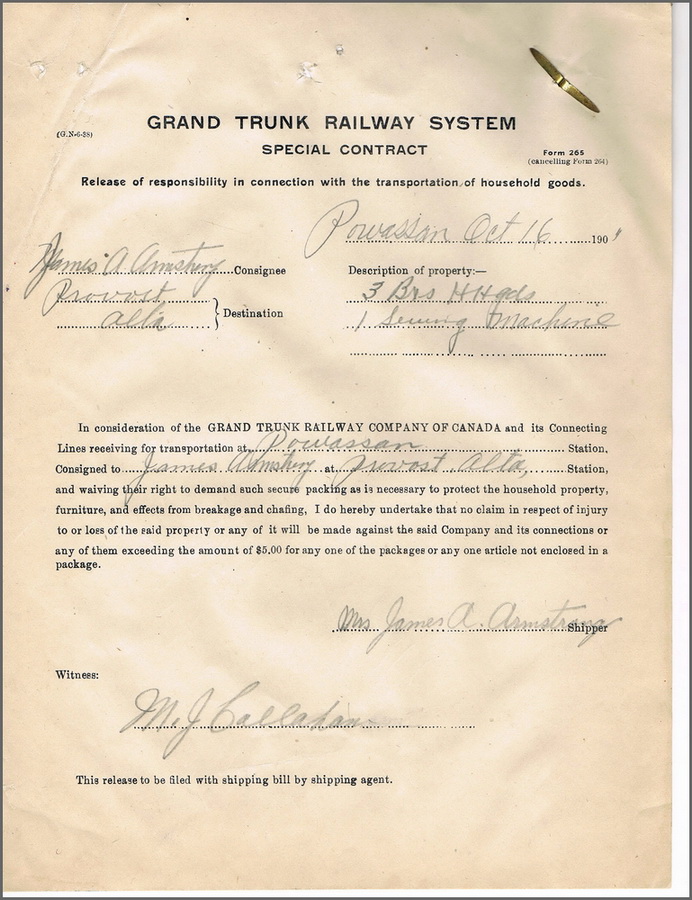 GRAND TRUNK RAILWAY SYSTEM
(G.N-6-38)
SPECIAL CONTRACT
Form 265
(cancelling Form 264)
Release of responsibility in connection with the transportation of household goods.
Powassan Oct 16 190
James A Armstrong Consignee
Description of property:—
Provost
3 Bxs HHgds
Alta
Destination
1 Sewing Machine
In consideration of the GRAND TRUNK RAILWAY COMPANY OF CANADA and its Connecting
Lines receiving for transportation at Powassan Station,
Consigned to James Armstrong at Provost Alta, Station,
and waiving their right to demand such secure packing as is necessary to protect the household property,
furniture, and effects from breakage and chafing, I do hereby undertake that no claim in respect of injury
to or loss of the said property or any of it will be made against the said Company and its connections or
any of them exceeding the amount of $5.00 for any one of the packages or any one article not enclosed in a
package.
Mrs James A. Armstrong Shipper
Witness:
M J Callahan
This release to be filed with shipping bill by shipping agent.